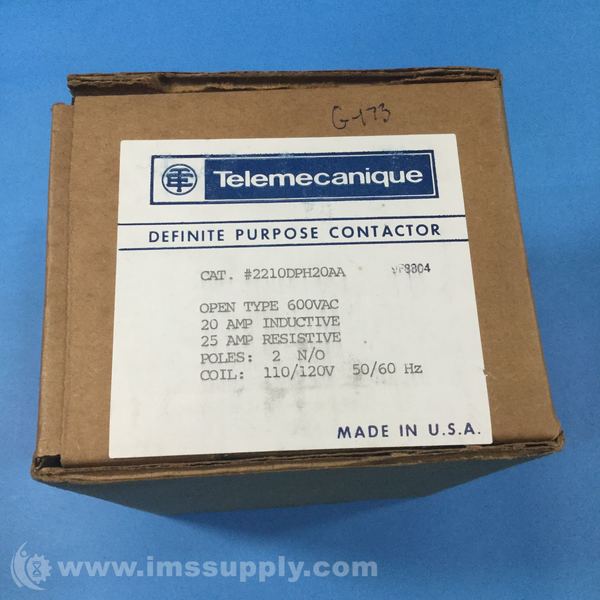 G-173
TE Telemecanique
DEFINITE PURPOSE CONTACTOR
CAT. #2210DPH20AA
OPEN TYPE 600VAC
20 AMP INDUCTIVE
25 AMP RESISTIVE
POLES: 2 N/O
COIL: 110/120V 50/60 Hz
MADE IN U.S.A.
www.imssupply.com